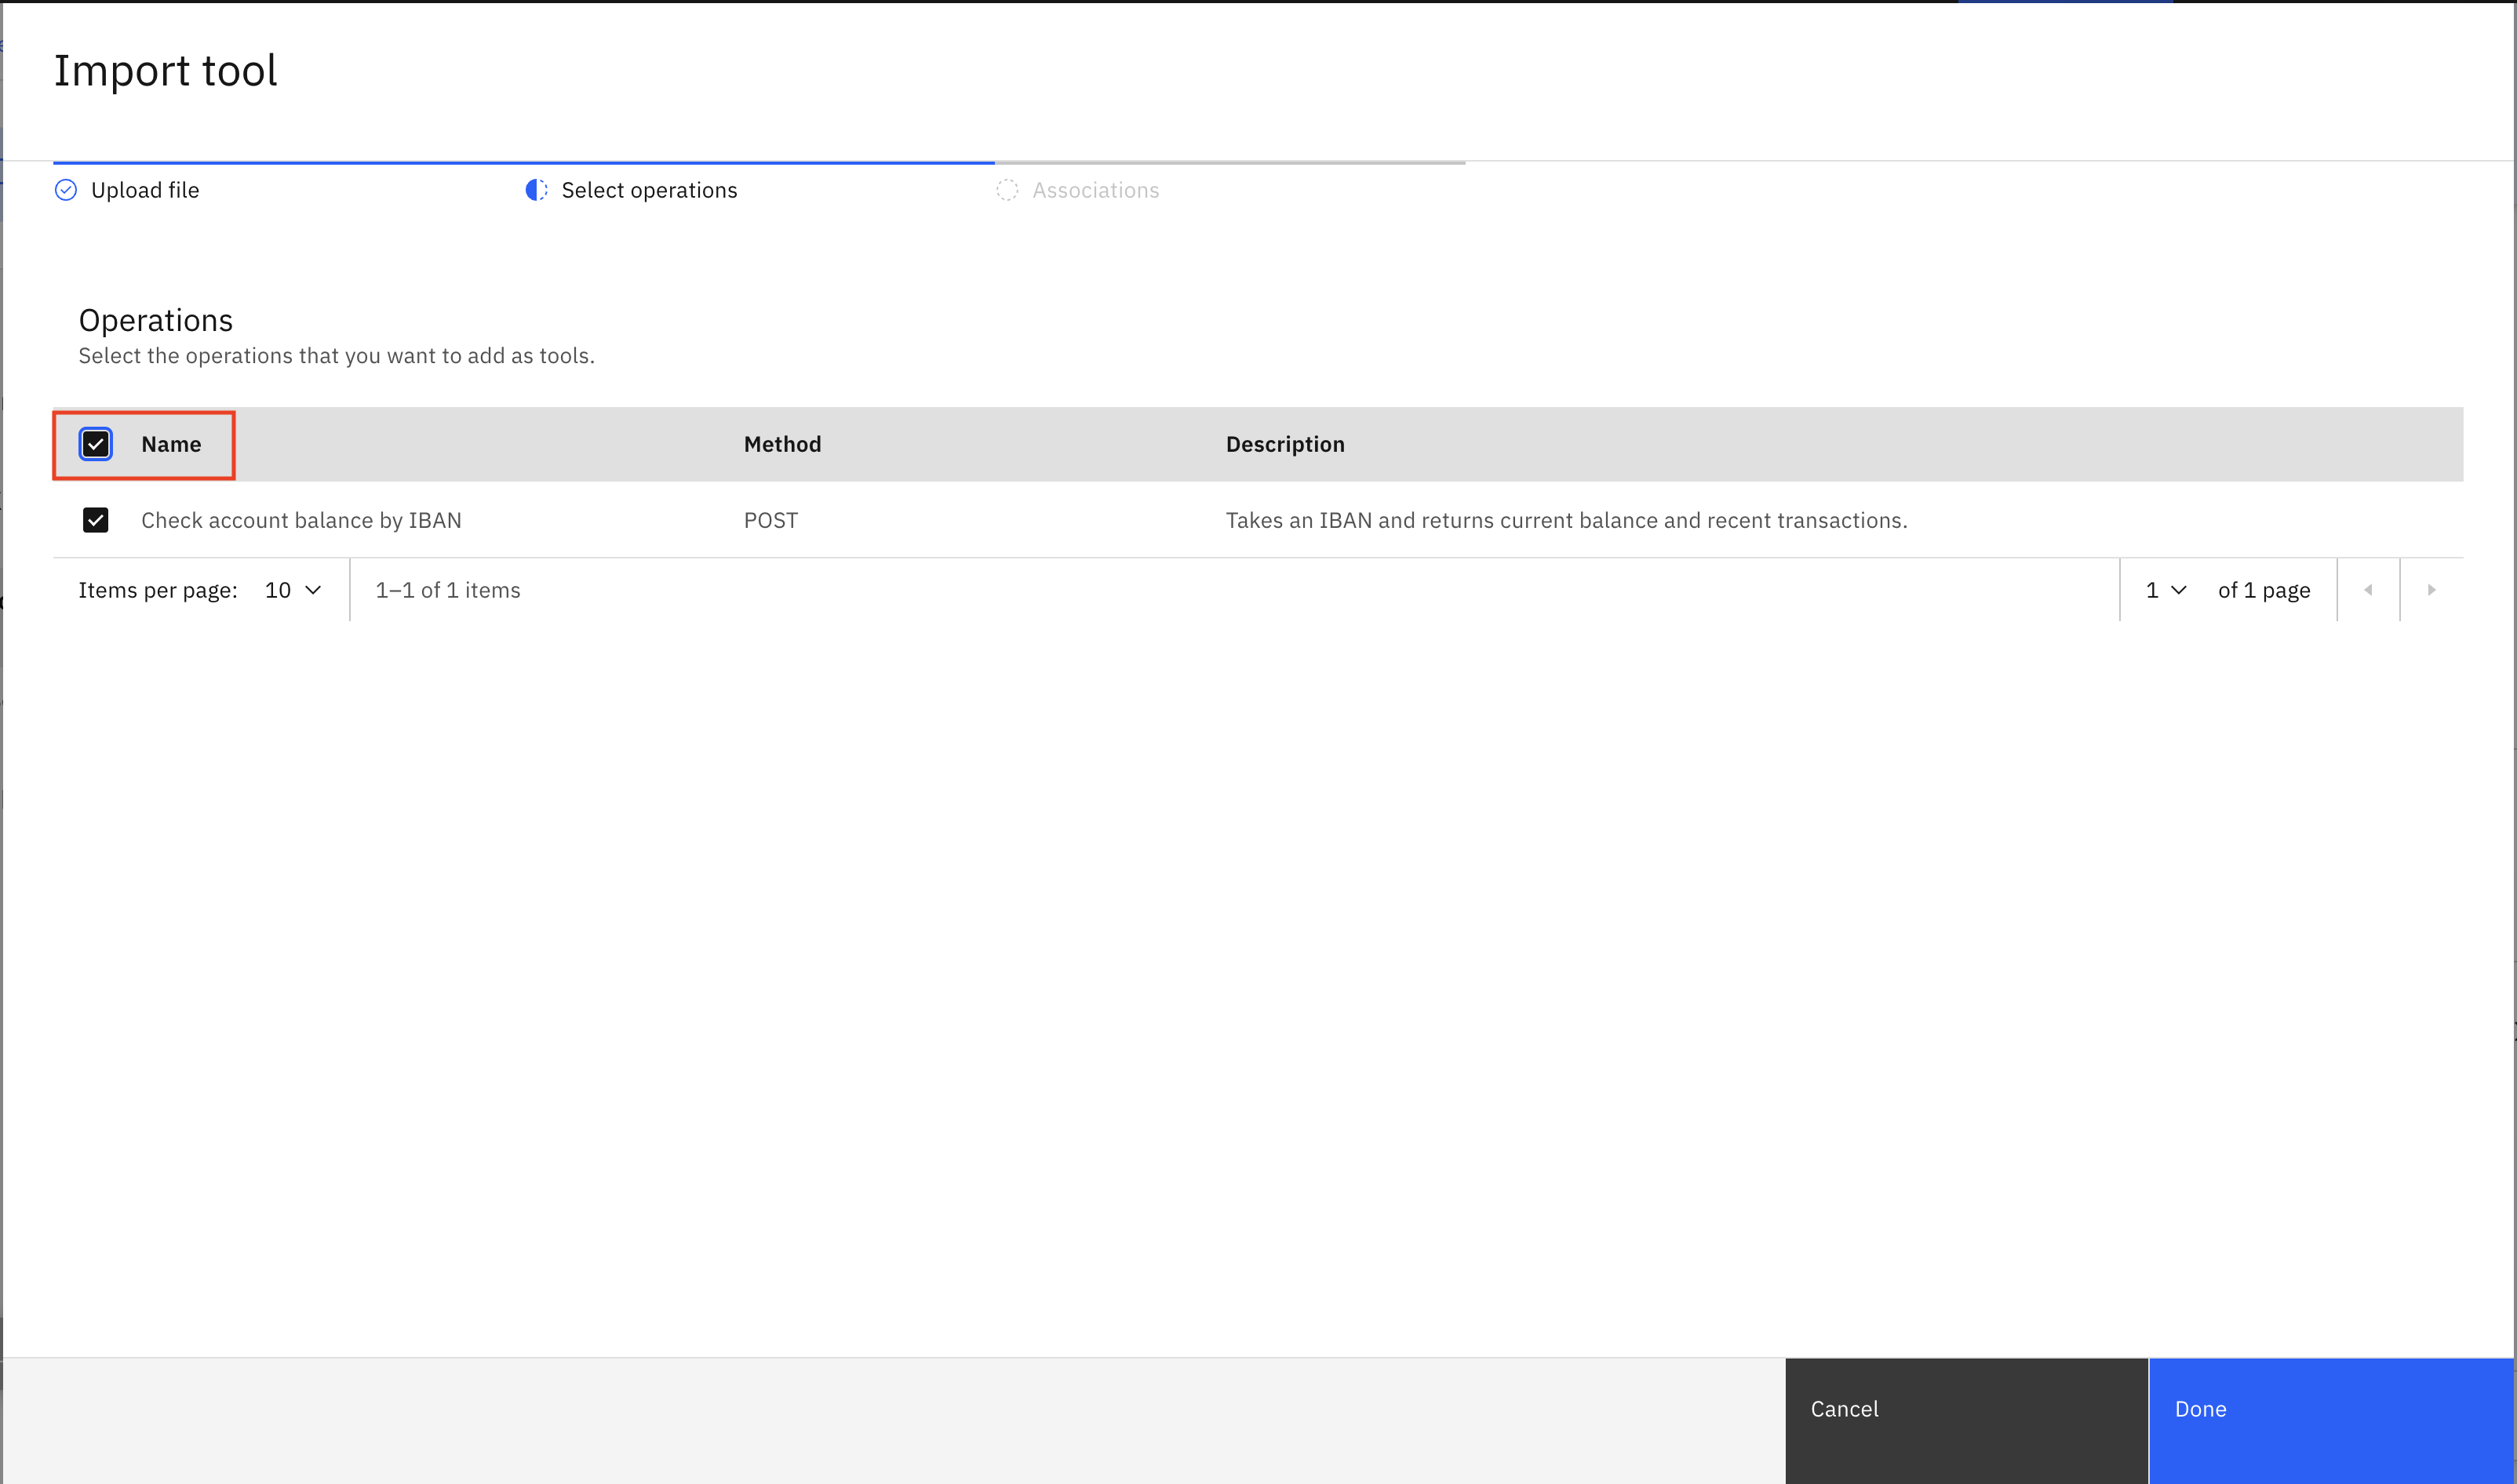 Import tool
Upload file
Select operations
Associations
Operations
Select the operations that you want to add as tools.
Name Method Description
Check account balance by IBAN POST Takes an IBAN and returns current balance and recent transactions.
Items per page: 10 1–1 of 1 items 1 of 1 page
Cancel Done